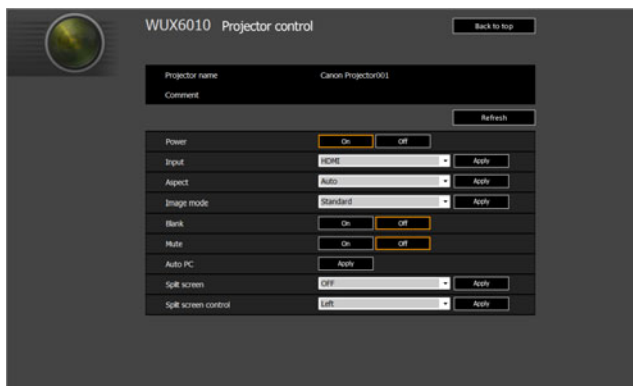 WUX6010 Projector control Back to top
Projector name Canon Projector001
Comment
Refresh
Power On Off
Input HDMI Apply
Aspect Auto Apply
Image mode Standard Apply
Blank On Off
Mute On Off
Auto PC Apply
Split screen OFF Apply
Split screen control Left Apply